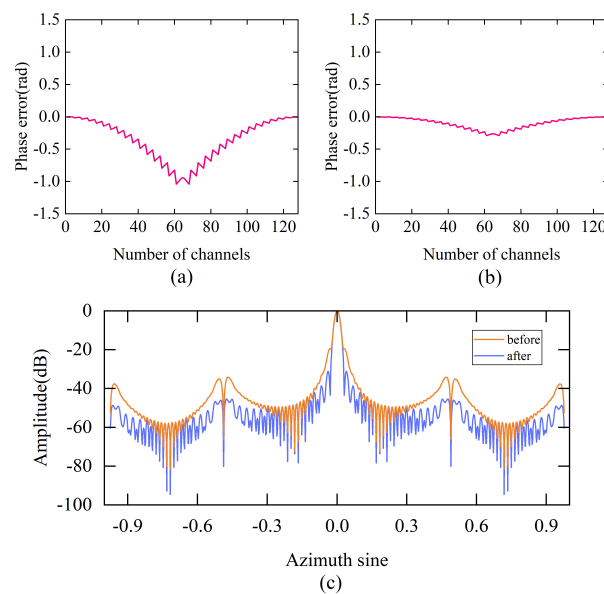 1.5
1.0
0.5
0.0
-0.5
-1.0
-1.5
Phase error(rad)
0 20 40 60 80 100 120
Number of channels
(a)
1.5
1.0
0.5
0.0
-0.5
-1.0
-1.5
Phase error(rad)
0 20 40 60 80 100 120
Number of channels
(b)
0
-20
-40
-60
-80
-100
Amplitude(dB)
before
after
-0.9 -0.6 -0.3 0.0 0.3 0.6 0.9
Azimuth sine
(c)